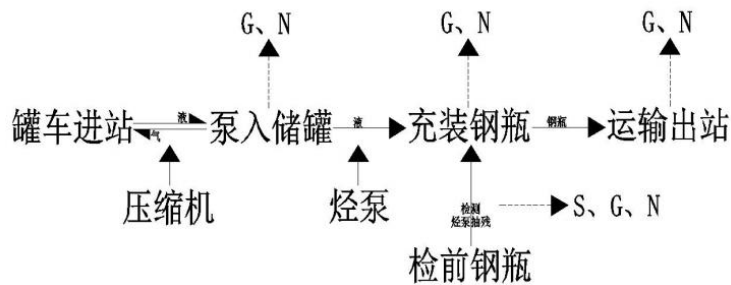 G、N
G、N
G、N
罐车进站
液
气
泵入储罐
液
充装钢瓶
钢瓶
运输出站
压缩机
烃泵
检测
烃泵抽残
S、G、N
检前钢瓶